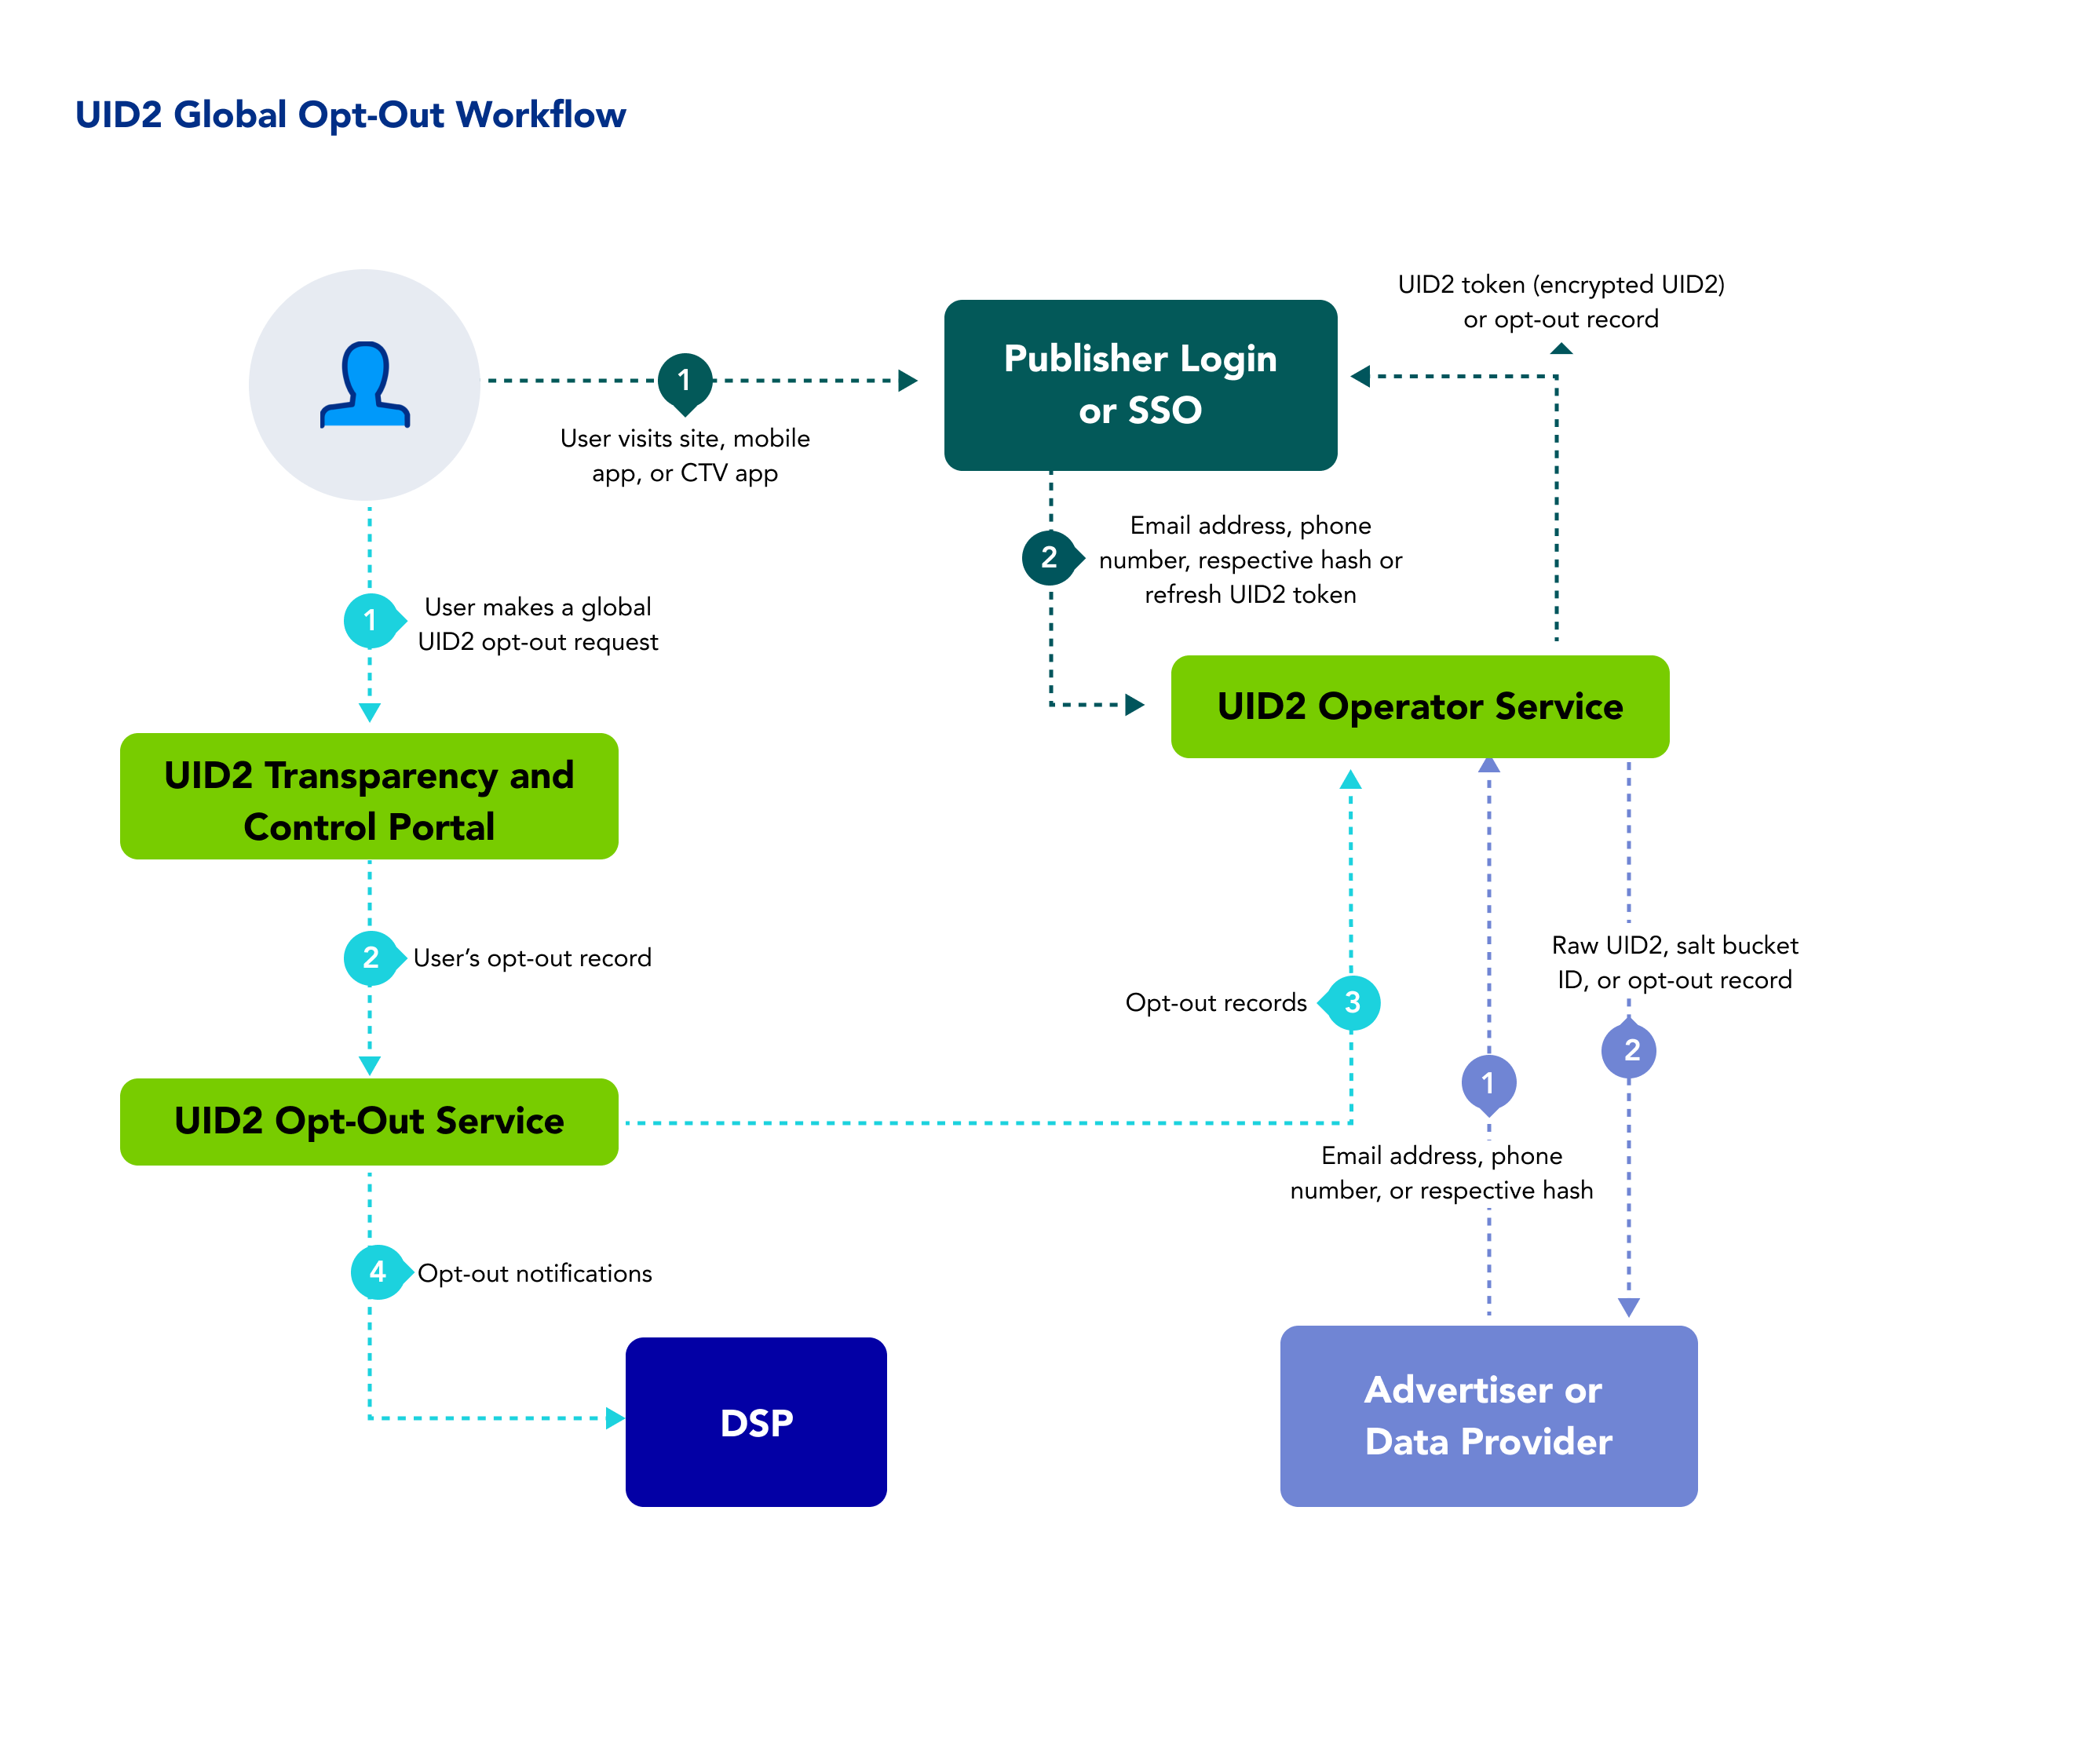 UID2 Global Opt-Out Workflow
UID2 token (encrypted UID2)
or opt-out record
Publisher Login
or SSO
1
User visits site, mobile
app, or CTV app
2
Email address, phone
number, respective hash or
refresh UID2 token
1
User makes a global
UID2 opt-out request
UID2 Operator Service
UID2 Transparency and
Control Portal
2
User’s opt-out record
Raw UID2, salt bucket
ID, or opt-out record
Opt-out records
3
2
1
UID2 Opt-Out Service
Email address, phone
number, or respective hash
4
Opt-out notifications
DSP
Advertiser or
Data Provider